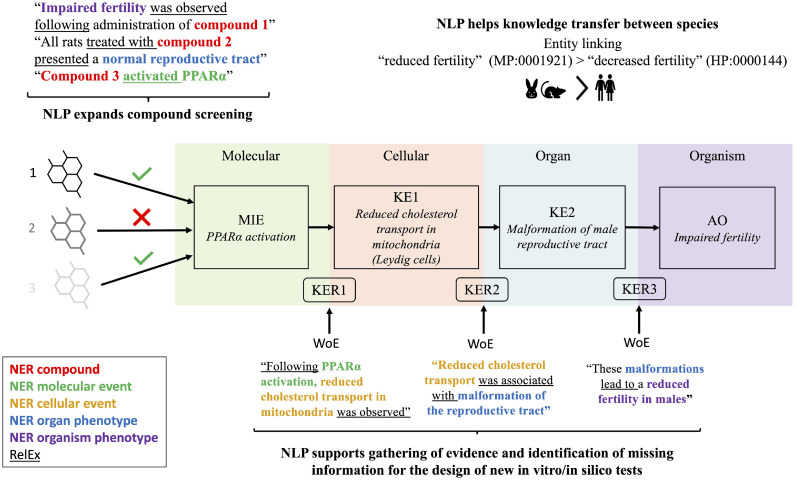 “Impaired fertility was observed
following administration of compound 1”
“All rats treated with compound 2
presented a normal reproductive tract”
“Compound 3 activated PPARα”
NLP expands compound screening
NLP helps knowledge transfer between species
Entity linking
“reduced fertility” (MP:0001921) > “decreased fertility” (HP:0000144)
Molecular
Cellular
Organ
Organism
1
2
3
MIE
PPARα activation
KE1
Reduced cholesterol
transport in
mitochondria
(Leydig cells)
KE2
Malformation of male
reproductive tract
AO
Impaired fertility
KER1
KER2
KER3
WoE
WoE
WoE
“Following PPARα
activation, reduced
cholesterol transport in
mitochondria was observed”
“Reduced cholesterol
transport was associated
with malformation of
the reproductive tract”
“These malformations
lead to a reduced
fertility in males”
NER compound
NER molecular event
NER cellular event
NER organ phenotype
NER organism phenotype
RelEx
NLP supports gathering of evidence and identification of missing
information for the design of new in vitro/in silico tests